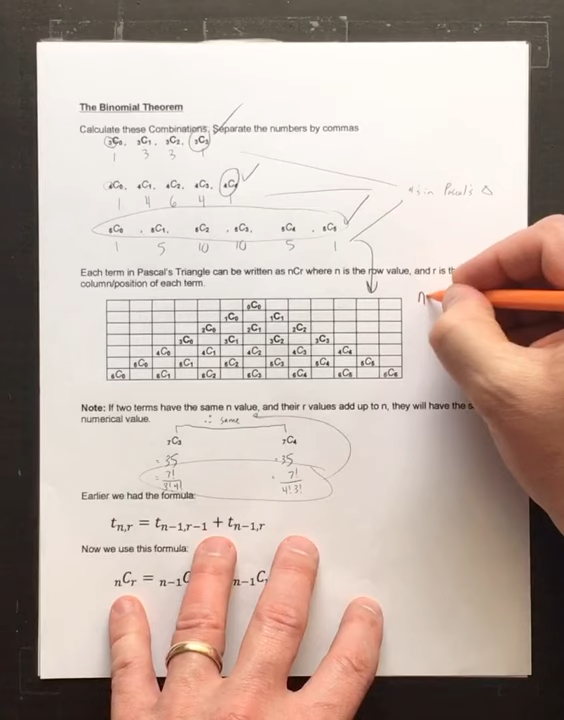 The Binomial Theorem
Calculate these Combinations, Separate the numbers by commas
₃C₀, ₃C₁, ₃C₂, ₃C₃
1 3 3 1
₄C₀, ₄C₁, ₄C₂, ₄C₃, ₄C₄
1 4 6 4 1
#s in Pascal's Δ
₅C₀ , ₅C₁, ₅C₂ , ₅C₃, ₅C₄ , ₅C₅
1 5 10 10 5 1
Each term in Pascal's Triangle can be written as nCr where n is the row value, and r is
column/position of each term.
n
₀C₀
₁C₀ ₁C₁
₂C₀ ₂C₁ ₂C₂
₃C₀ ₃C₁ ₃C₂ ₃C₃
₄C₀ ₄C₁ ₄C₂ ₄C₃ ₄C₄
₅C₀ ₅C₁ ₅C₂ ₅C₃ ₅C₄ ₅C₅
₆C₀ ₆C₁ ₆C₂ ₆C₃ ₆C₄ ₆C₅ ₆C₆
Note: If two terms have the same n value, and their r values add up to n, they will have the
numerical value.
∴ same
₇C₃ ₇C₄
= 35 = 35
= 7!/3!4! = 7!/4!3!
Earlier we had the formula:
tₙ,ᵣ = tₙ₋₁,ᵣ₋₁ + tₙ₋₁,ᵣ
Now we use this formula:
ₙCᵣ = ₙ₋₁C ₙ₋₁C